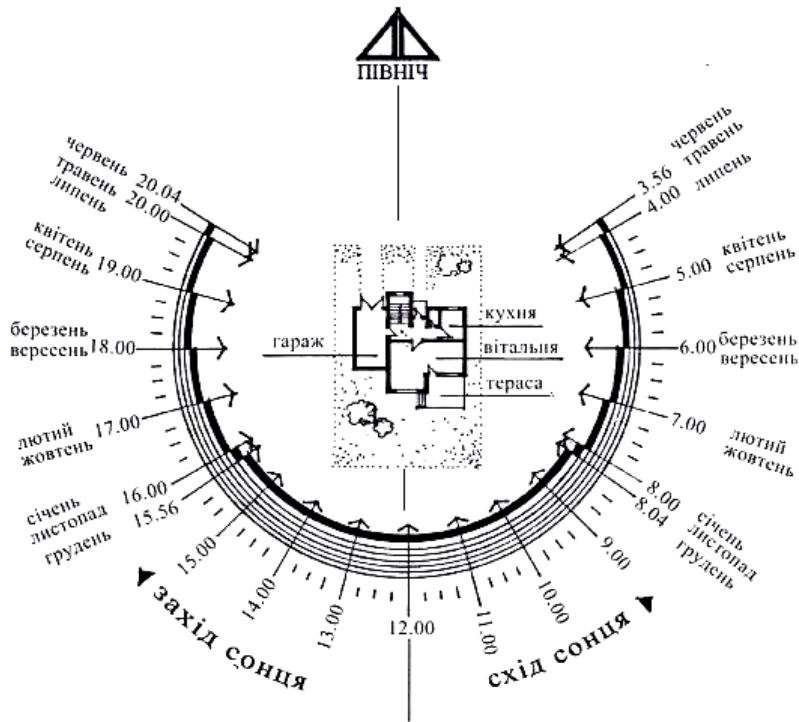 ПІВНІЧ
червень 20.04
травень 20.00
липень
квітень 19.00
серпень
березень
вересень 18.00
лютий
жовтень 17.00
січень 16.00
листопад 15.56
грудень
15.00
14.00
13.00
12.00
11.00
10.00
9.00
8.00 січень
8.04 листопад
грудень
7.00 лютий
жовтень
6.00 березень
вересень
5.00 квітень
серпень
червень
3.56 травень
4.00 липень
гараж
кухня
вітальня
тераса
захід сонця
схід сонця